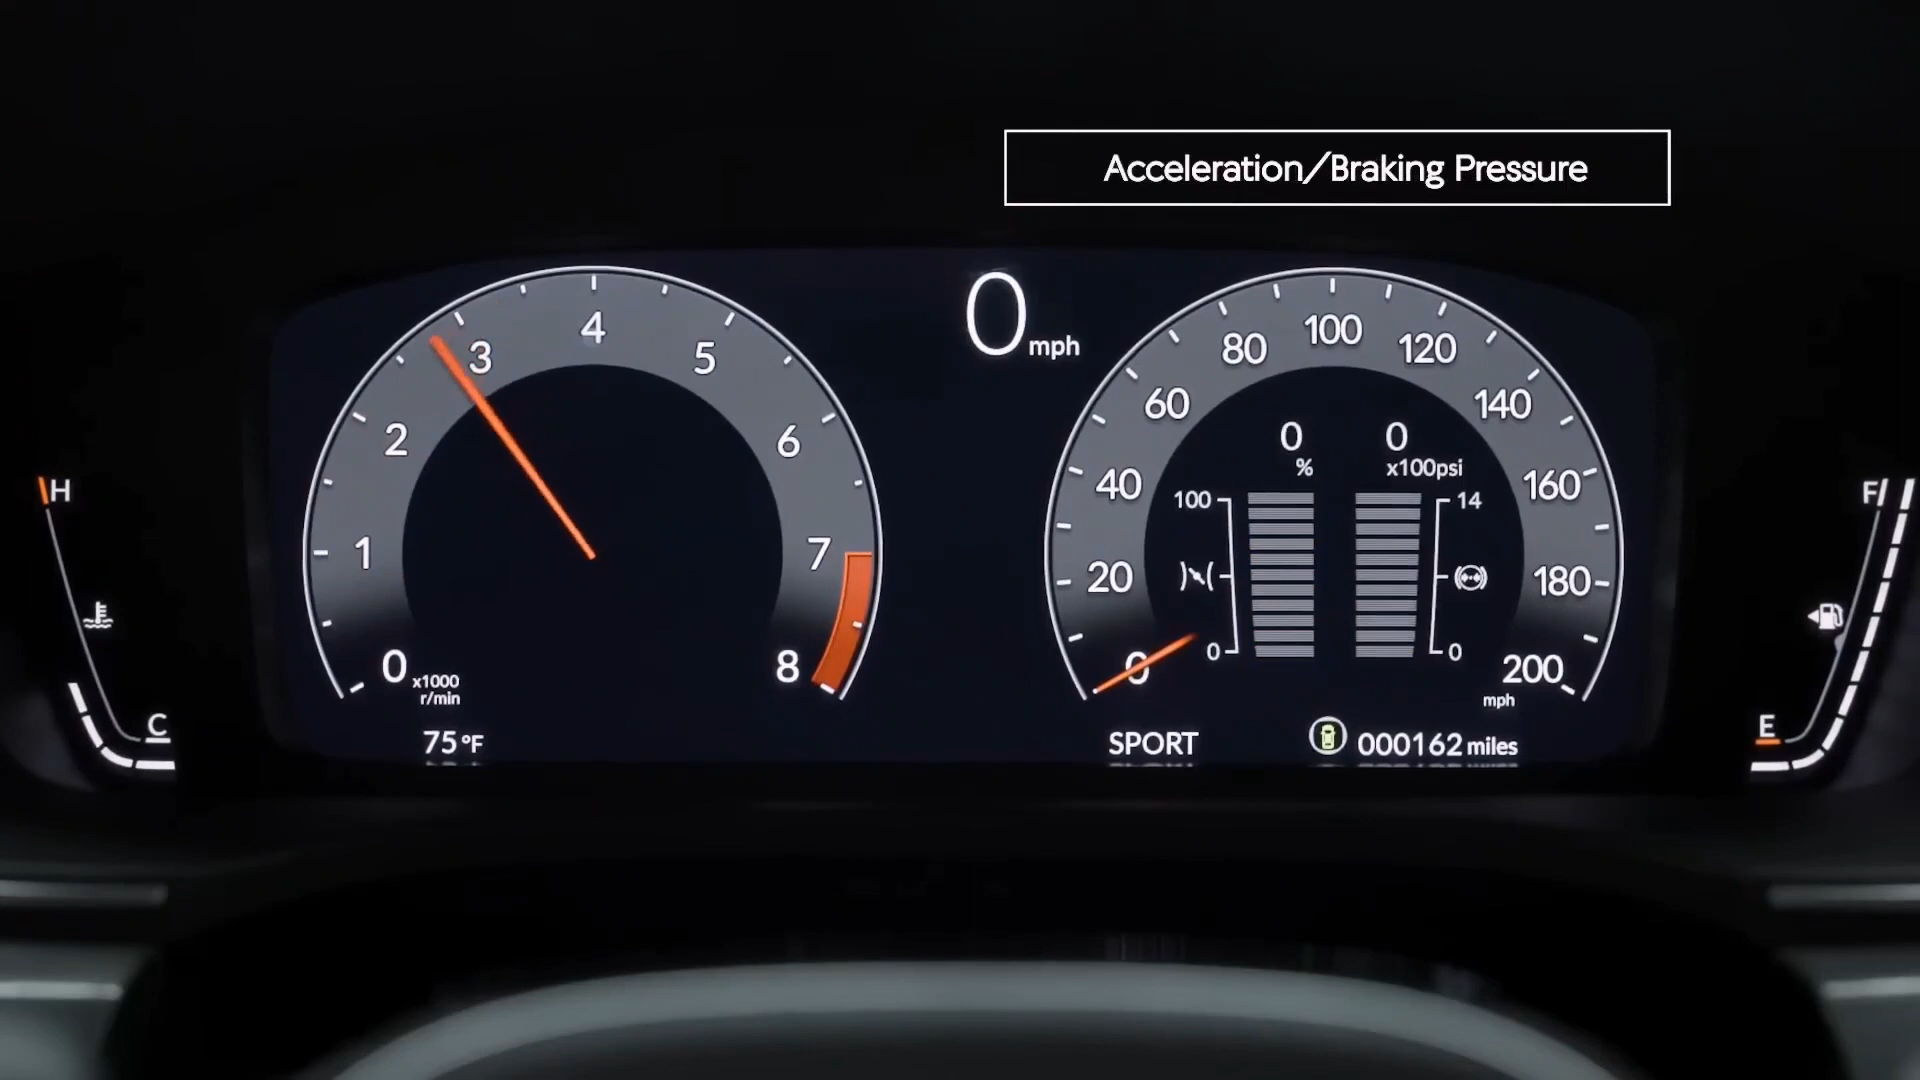 Acceleration/Braking Pressure
0 mph
0 1 2 3 4 5 6 7 8
x1000
r/min
75 °F
0 20 40 60 80 100 120 140 160 180 200
mph
0
%
0
x100psi
100
0
14
0
SPORT
000162 miles
H
C
F
E